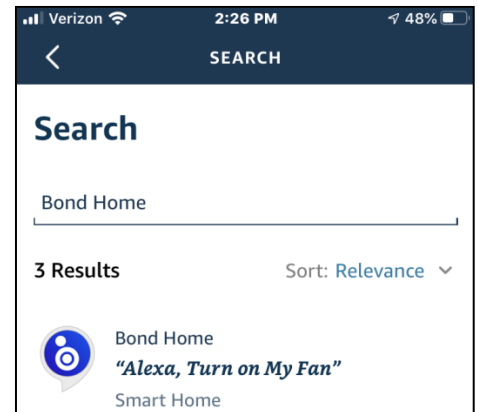 Verizon 2:26 PM 48%
SEARCH
Search
Bond Home
3 Results Sort: Relevance
Bond Home
“Alexa, Turn on My Fan”
Smart Home